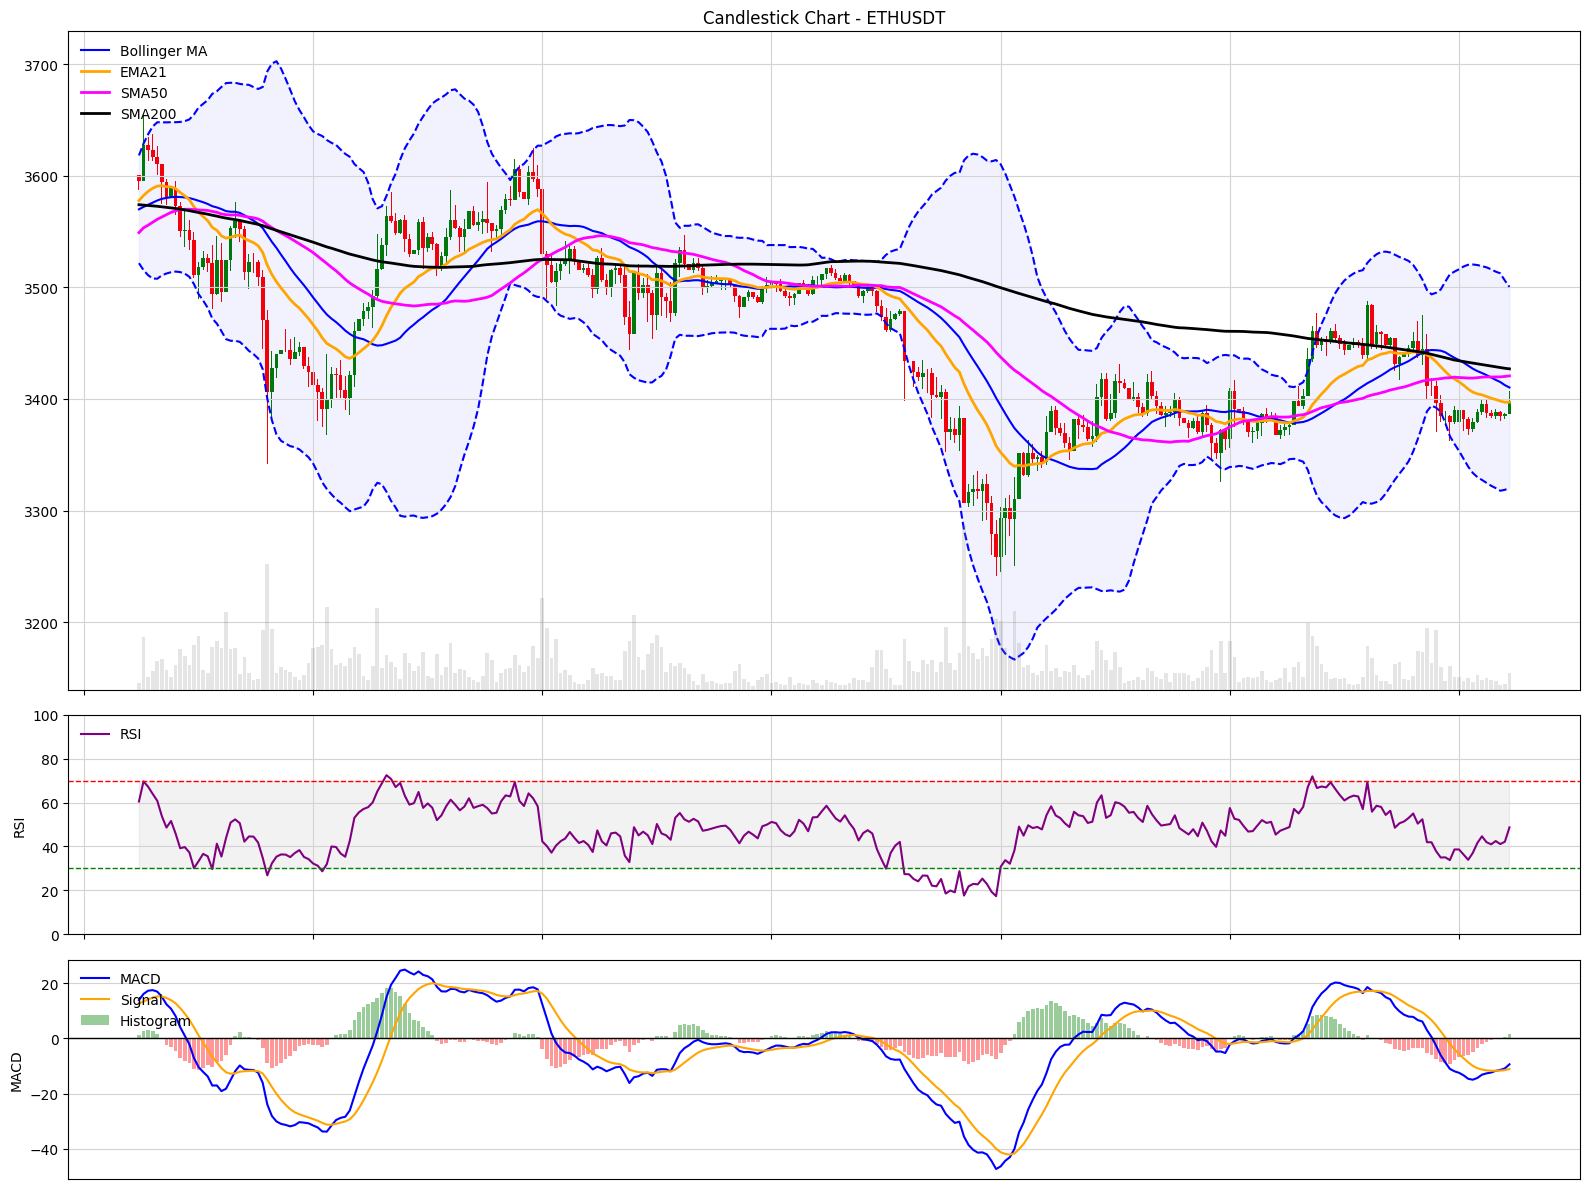 Candlestick Chart - ETHUSDT
Bollinger MA
EMA21
SMA50
SMA200
3700
3600
3500
3400
3300
3200
RSI
100
80
60
40
20
0
RSI
MACD
Signal
Histogram
20
0
−20
−40
MACD